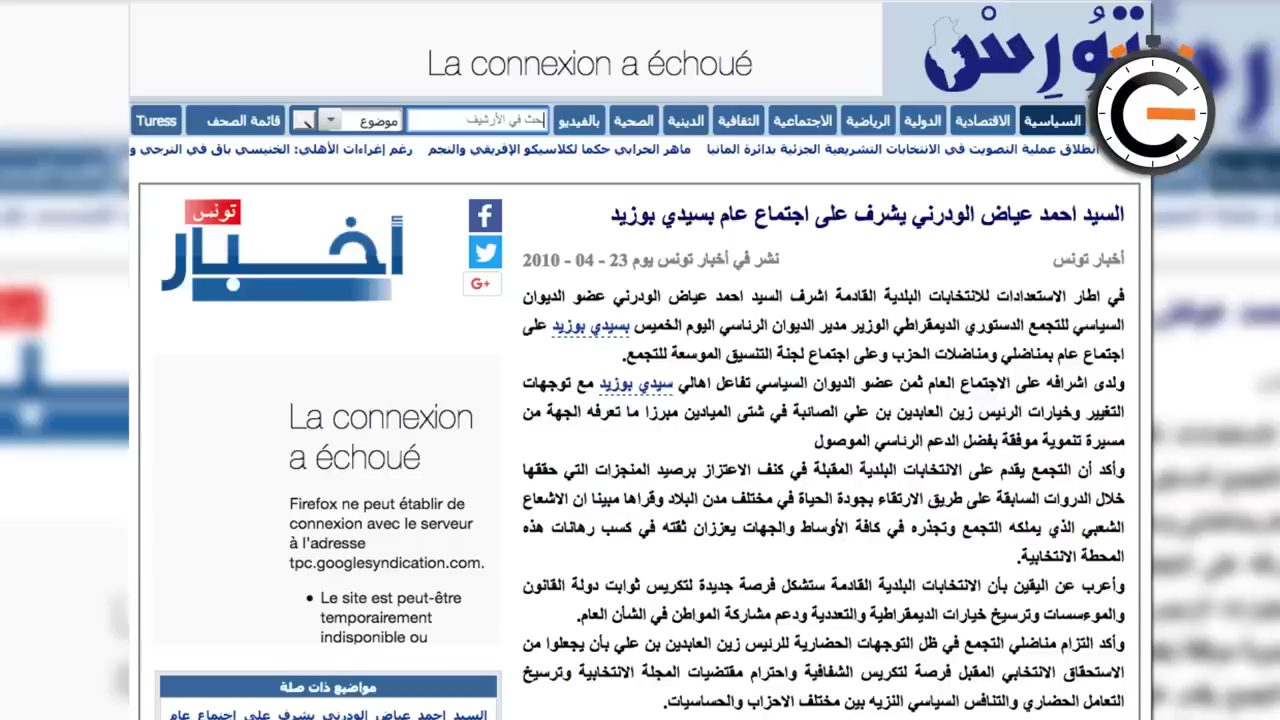 La connexion a échoué
تورس
السياسية
الاقتصادية
الدولية
الرياضية
الاجتماعية
الثقافية
الدينية
الصحية
بالفيديو
بحث في الأرشيف
موضوع
قائمة الصحف
Turess
انطلاق عملية التصويت في الانتخابات التشريعية الجزئية بدائرة المانيا
ماهر الحرابي حكما لكلاسيكو الإفريقي والنجم
رغم إغراءات الأهلي: الخنيسي باق في الترجي و
السيد احمد عياض الودرني يشرف على اجتماع عام بسيدي بوزيد
أخبار تونس
نشر في أخبار تونس يوم 23 - 04 - 2010
في اطار الاستعدادات للانتخابات البلدية القادمة اشرف السيد احمد عياض الودرني عضو الديوان
السياسي للتجمع الدستوري الديمقراطي الوزير مدير الديوان الرئاسي اليوم الخميس بسيدي بوزيد على
اجتماع عام بمناضلي ومناضلات الحزب وعلى اجتماع لجنة التنسيق الموسعة للتجمع.
ولدى اشرافه على الاجتماع العام ثمن عضو الديوان السياسي تفاعل اهالي سيدي بوزيد مع توجهات
التغيير وخيارات الرئيس زين العابدين بن علي الصائبة في شتى الميادين مبرزا ما تعرفه الجهة من
مسيرة تنموية موفقة بفضل الدعم الرئاسي الموصول
وأكد أن التجمع يقدم على الانتخابات البلدية المقبلة في كنف الاعتزاز برصيد المنجزات التي حققها
خلال الدروات السابقة على طريق الارتقاء بجودة الحياة في مختلف مدن البلاد وقراها مبينا ان الاشعاع
الشعبي الذي يملكه التجمع وتجذره في كافة الأوساط والجهات يعززان ثقته في كسب رهانات هذه
المحطة الانتخابية.
وأعرب عن اليقين بأن الانتخابات البلدية القادمة ستشكل فرصة جديدة لتكريس ثوابت دولة القانون
والموءسسات وترسيخ خيارات الديمقراطية والتعددية ودعم مشاركة المواطن في الشأن العام.
وأكد التزام مناضلي التجمع في ظل التوجهات الحضارية للرئيس زين العابدين بن علي بأن يجعلوا من
الاستحقاق الانتخابي المقبل فرصة لتكريس الشفافية واحترام مقتضيات المجلة الانتخابية وترسيخ
التعامل الحضاري والتنافس السياسي النزيه بين مختلف الاحزاب والحساسيات.
تونس
أخبار
La connexion
a échoué
Firefox ne peut établir de
connexion avec le serveur
à l'adresse
tpc.googlesyndication.com.
• Le site est peut-être
temporairement
indisponible ou
مواضيع ذات صلة
السيد احمد عياض الودرني يشرف على اجتماع عام